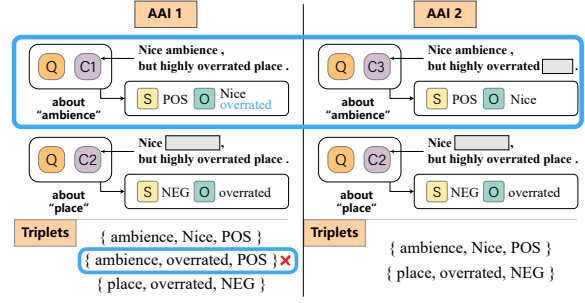 AAI 1
Q C1
Nice ambience ,
but highly overrated place .
about
"ambience"
S POS O Nice
overrated
Q C2
Nice ,
but highly overrated place .
about
"place"
S NEG O overrated
Triplets
{ ambience, Nice, POS }
{ ambience, overrated, POS }
{ place, overrated, NEG }
AAI 2
Q C3
Nice ambience ,
but highly overrated .
about
"ambience"
S POS O Nice
Q C2
Nice ,
but highly overrated place .
about
"place"
S NEG O overrated
Triplets
{ ambience, Nice, POS }
{ place, overrated, NEG }